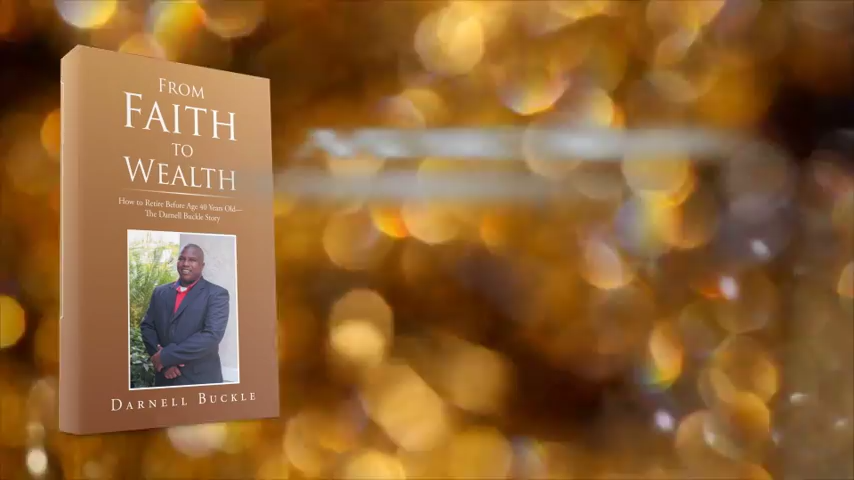 FROM
FAITH
TO
WEALTH
How to Retire Before Age 40 Years Old—
The Darnell Buckle Story
DARNELL BUCKLE